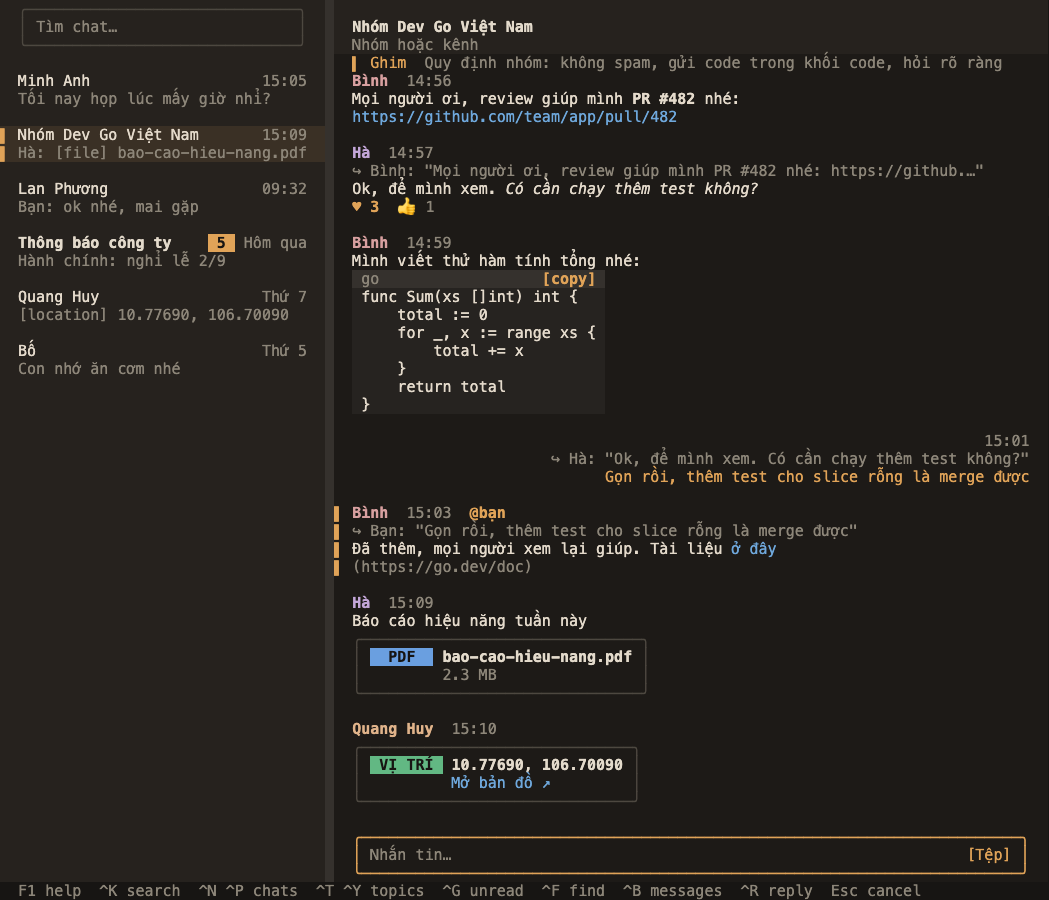 Tìm chat…
Minh Anh 15:05
Tối nay họp lúc mấy giờ nhỉ?
Nhóm Dev Go Việt Nam 15:09
Hà: [file] bao-cao-hieu-nang.pdf
Lan Phương 09:32
Bạn: ok nhé, mai gặp
Thông báo công ty 5 Hôm qua
Hành chính: nghỉ lễ 2/9
Quang Huy Thứ 7
[location] 10.77690, 106.70090
Bố Thứ 5
Con nhớ ăn cơm nhé
Nhóm Dev Go Việt Nam
Nhóm hoặc kênh
Ghim Quy định nhóm: không spam, gửi code trong khối code, hỏi rõ ràng
Bình 14:56
Mọi người ơi, review giúp mình PR #482 nhé:
https://github.com/team/app/pull/482
Hà 14:57
↪ Bình: "Mọi người ơi, review giúp mình PR #482 nhé: https://github.…"
Ok, để mình xem. Có cần chạy thêm test không?
♥ 3 👍 1
Bình 14:59
Mình viết thử hàm tính tổng nhé:
go [copy]
func Sum(xs []int) int {
    total := 0
    for _, x := range xs {
        total += x
    }
    return total
}
15:01
↪ Hà: "Ok, để mình xem. Có cần chạy thêm test không?"
Gọn rồi, thêm test cho slice rỗng là merge được
Bình 15:03 @bạn
↪ Bạn: "Gọn rồi, thêm test cho slice rỗng là merge được"
Đã thêm, mọi người xem lại giúp. Tài liệu ở đây
(https://go.dev/doc)
Hà 15:09
Báo cáo hiệu năng tuần này
PDF bao-cao-hieu-nang.pdf
2.3 MB
Quang Huy 15:10
VỊ TRÍ 10.77690, 106.70090
Mở bản đồ ↗
Nhắn tin… [Tệp]
F1 help ^K search ^N ^P chats ^T ^Y topics ^G unread ^F find ^B messages ^R reply Esc cancel